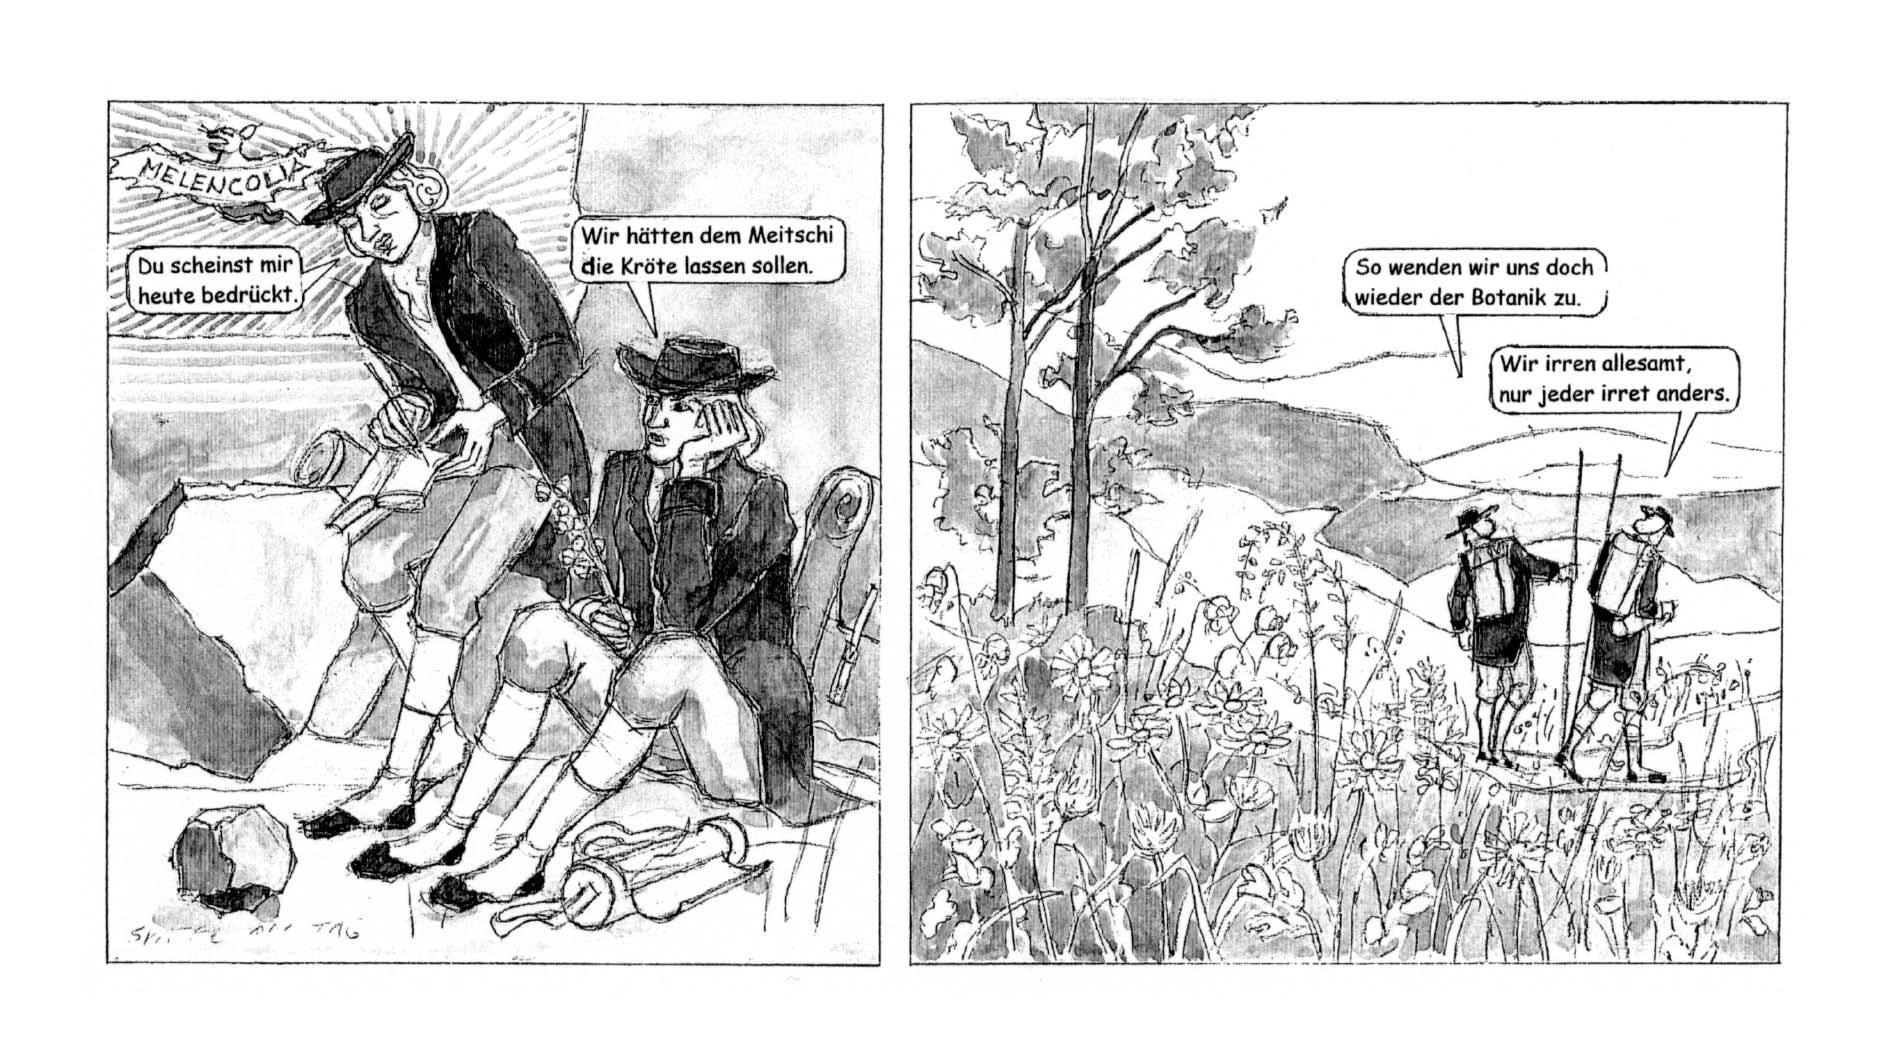 MELENCOLIA
Du scheinst mir
heute bedrückt.
Wir hätten dem Meitschi
die Kröte lassen sollen.
So wenden wir uns doch
wieder der Botanik zu.
Wir irren allesamt,
nur jeder irret anders.